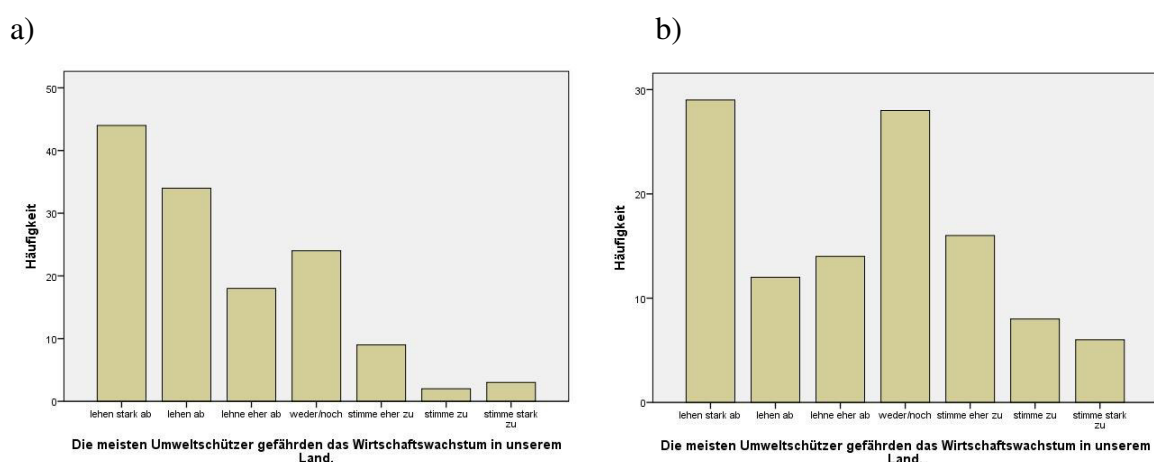 a)
b)
50
40
30
20
10
0
Häufigkeit
lehen stark ab
lehen ab
lehne eher ab
weder/noch
stimme eher zu
stimme zu
stimme stark
zu
Die meisten Umweltschützer gefährden das Wirtschaftswachstum in unserem
Land.
30
20
10
0
Häufigkeit
lehen stark ab
lehen ab
lehne eher ab
weder/noch
stimme eher zu
stimme zu
stimme stark
zu
Die meisten Umweltschützer gefährden das Wirtschaftswachstum in unserem
Land.